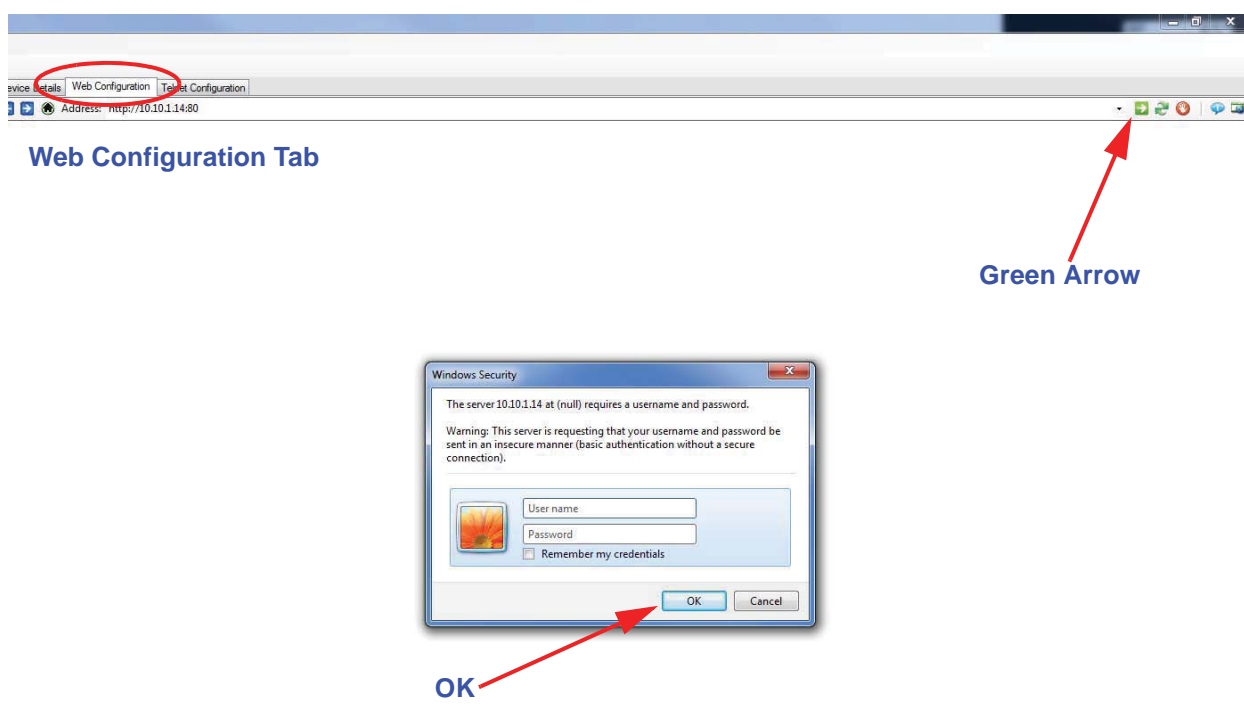 evice Details Web Configuration Telnet Configuration
Address: http://10.10.1.14:80
Web Configuration Tab
Green Arrow
Windows Security
The server 10.10.1.14 at (null) requires a username and password.
Warning: This server is requesting that your username and password be
sent in an insecure manner (basic authentication without a secure
connection).
User name
Password
Remember my credentials
OK Cancel
OK